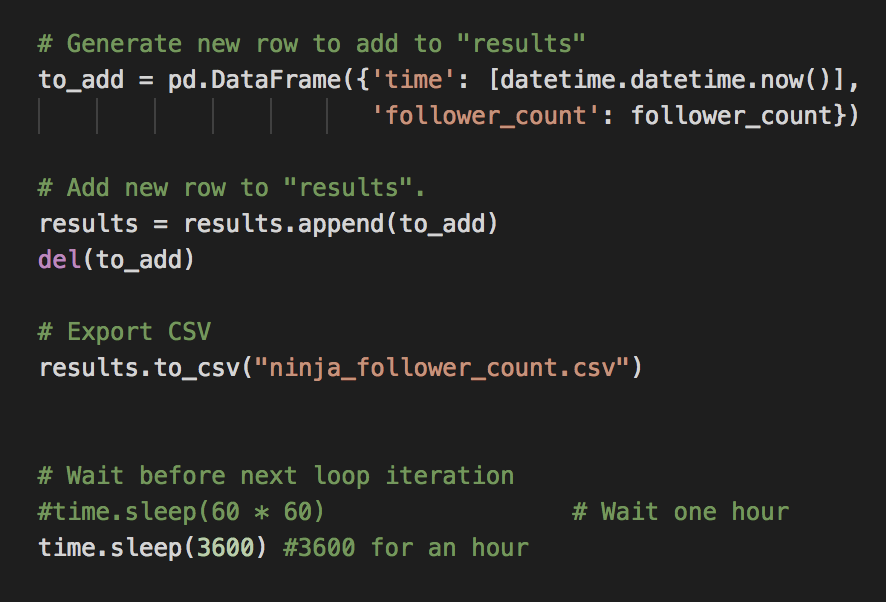 # Generate new row to add to "results"
to_add = pd.DataFrame({'time': [datetime.datetime.now()],
'follower_count': follower_count})
# Add new row to "results".
results = results.append(to_add)
del(to_add)
# Export CSV
results.to_csv("ninja_follower_count.csv")
# Wait before next loop iteration
#time.sleep(60 * 60) # Wait one hour
time.sleep(3600) #3600 for an hour